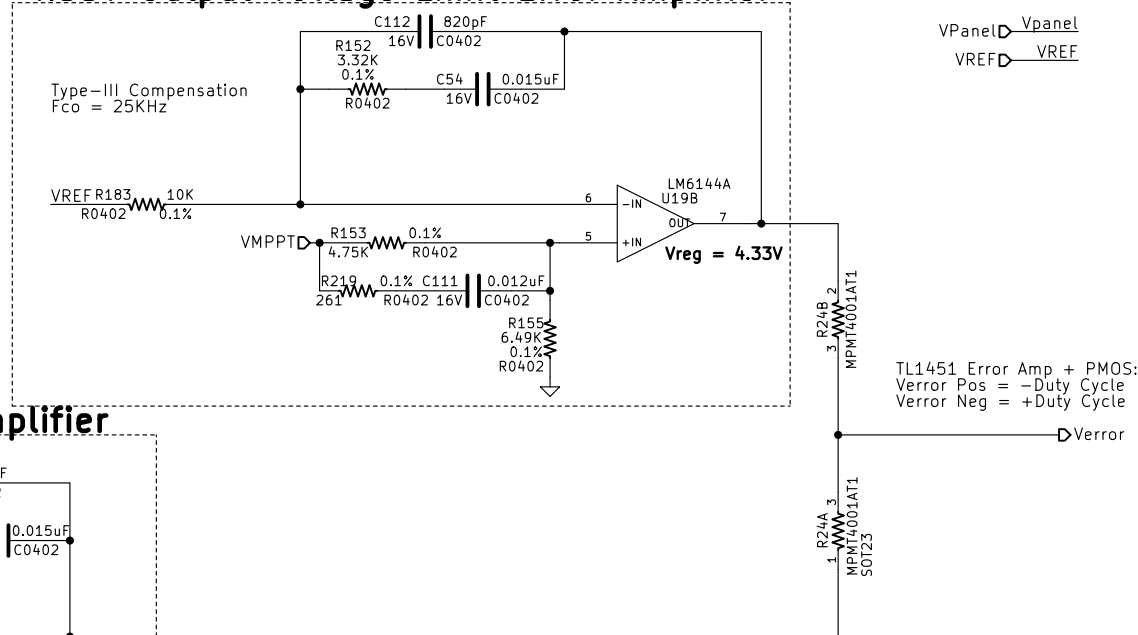 C112 820pF
16V C0402
R152
3.32K
0.1%
R0402
C54 0.015uF
16V C0402
Type-III Compensation
Fco = 25KHz
VPanel Vpanel
VREF VREF
VREF R183 10K
R0402 0.1%
6
-IN
LM6144A
U19B
OUT 7
VMPPT R153 0.1%
4.75K R0402
5
+IN
Vreg = 4.33V
R219 0.1% C111 0.012uF
261 R0402 16V C0402
R155
6.49K
0.1%
R0402
2
R24B
MPMT4001AT1
3
TL1451 Error Amp + PMOS:
Verror Pos = -Duty Cycle
Verror Neg = +Duty Cycle
plifier
Verror
F
0.015uF
C0402
3
R24A
MPMT4001AT1
SOT23
1